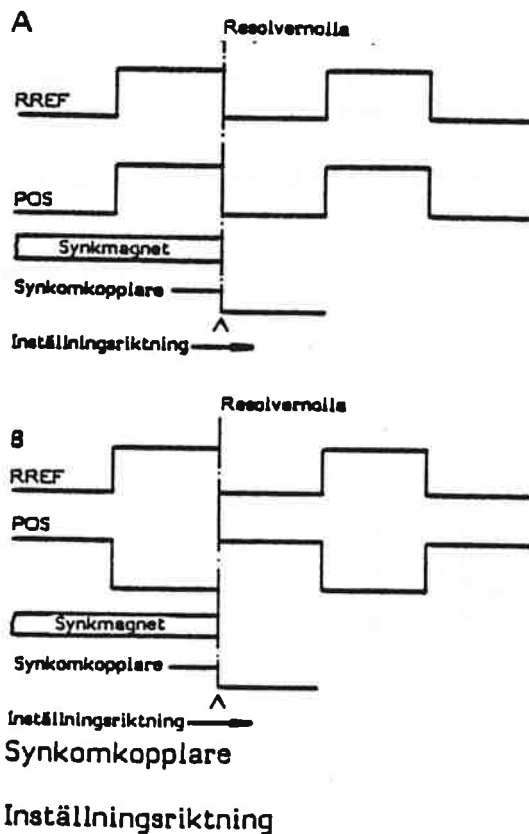 A
Resolvernolla
RREF
POS
Synkmagnet
Synkomkopplare
Inställningsriktning
Resolvernolla
B
RREF
POS
Synkmagnet
Synkomkopplare
Inställningsriktning
Synkomkopplare
Inställningsriktning